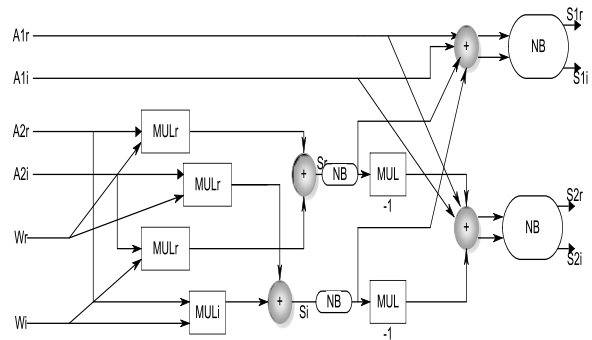 A1r
A1i
A2r
A2i
Wr
Wi
MULr
MULr
MULr
MULi
+
Sr
NB
MUL
-1
+
Si
NB
MUL
-1
+
NB
S1r
S1i
+
NB
S2r
S2i